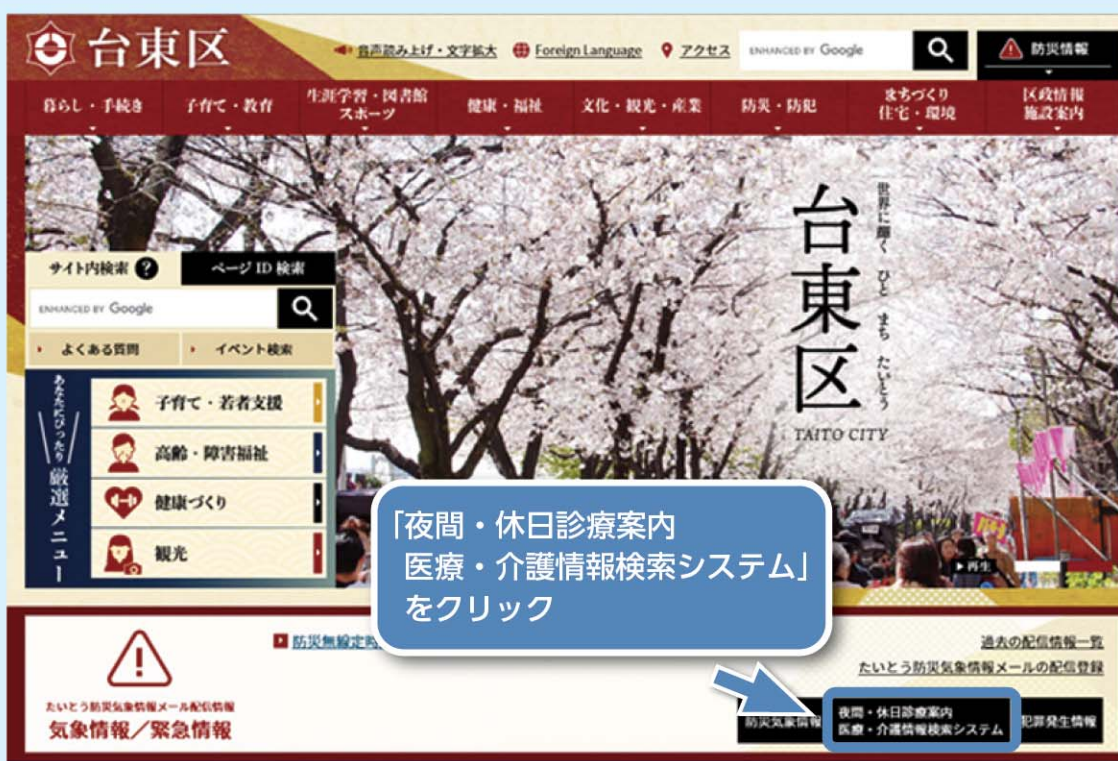 台東区
音声読み上げ・文字拡大
Foreign Language
アクセス
ENHANCED BY Google
防災情報
暮らし・手続き
子育て・教育
生涯学習・図書館
スポーツ
健康・福祉
文化・観光・産業
防災・防犯
まちづくり
住宅・環境
区政情報
施設案内
世界に輝く ひと まち たいとう
台東区
TAITO CITY
サイト内検索 ?
ページ ID 検索
ENHANCED BY Google
よくある質問
イベント検索
あなたにぴったり
厳選メニュー
子育て・若者支援
高齢・障害福祉
健康づくり
観光
再生
「夜間・休日診療案内
医療・介護情報検索システム」
をクリック
防災無線定時
過去の配信情報一覧
たいとう防災気象情報メールの配信登録
たいとう防災気象情報メール配信情報
気象情報/緊急情報
防災気象情報
夜間・休日診療案内
医療・介護情報検索システム
犯罪発生情報